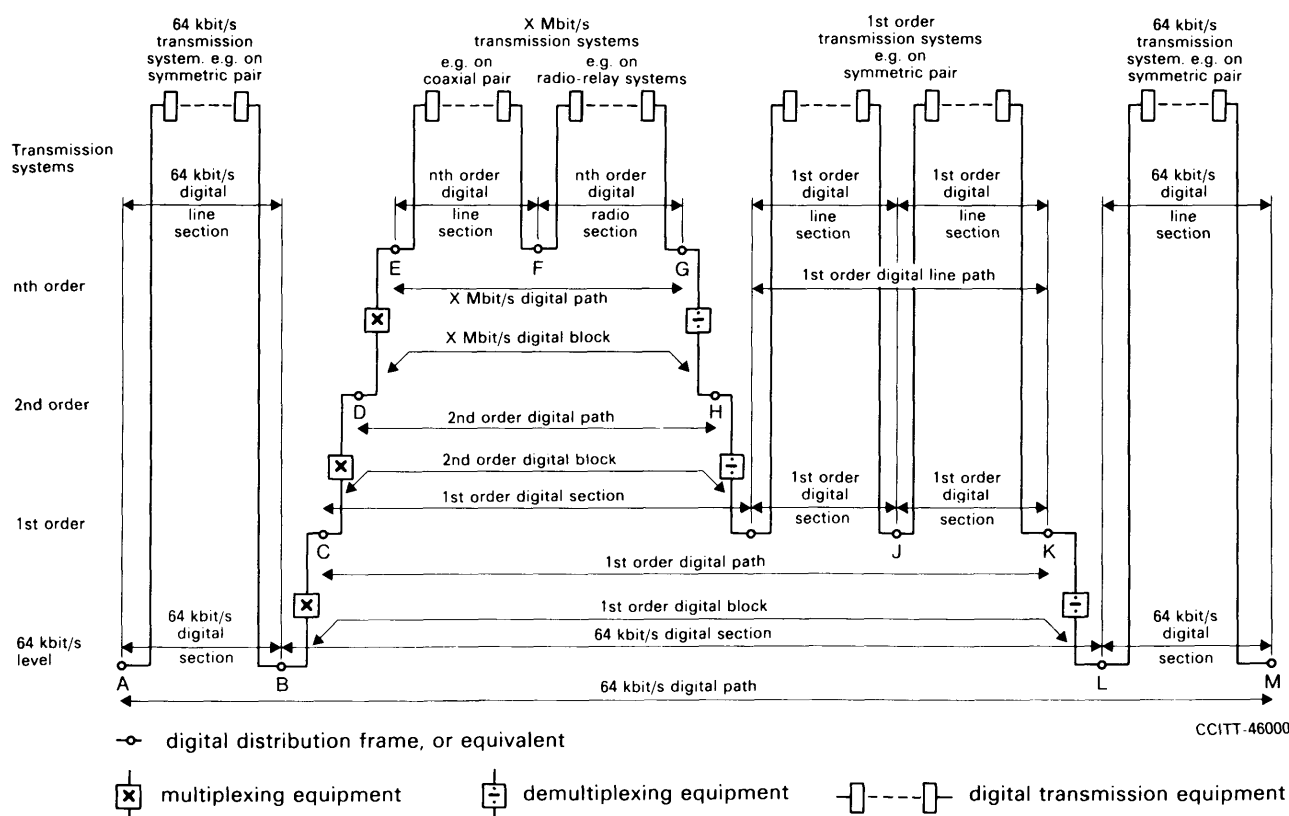 64 kbit/s
transmission
system. e.g. on
symmetric pair
X Mbit/s
transmission systems
e.g. on
coaxial pair
e.g. on
radio-relay systems
1st order
transmission systems
e.g. on
symmetric pair
64 kbit/s
transmission
system. e.g. on
symmetric pair
Transmission
systems
64 kbit/s
digital
line
section
nth order
digital
line
section
nth order
digital
radio
section
1st order
digital
line
section
1st order
digital
line
section
64 kbit/s
digital
line
section
E
F
G
nth order
X Mbit/s digital path
1st order digital line path
X Mbit/s digital block
2nd order
D
H
2nd order digital path
2nd order digital block
1st order digital section
1st order
digital
section
1st order
digital
section
1st order
C
J
K
1st order digital path
1st order digital block
64 kbit/s
level
64 kbit/s
digital
section
64 kbit/s digital section
64 kbit/s
digital
section
A
B
L
M
64 kbit/s digital path
CCITT-46000
digital distribution frame, or equivalent
multiplexing equipment
demultiplexing equipment
digital transmission equipment